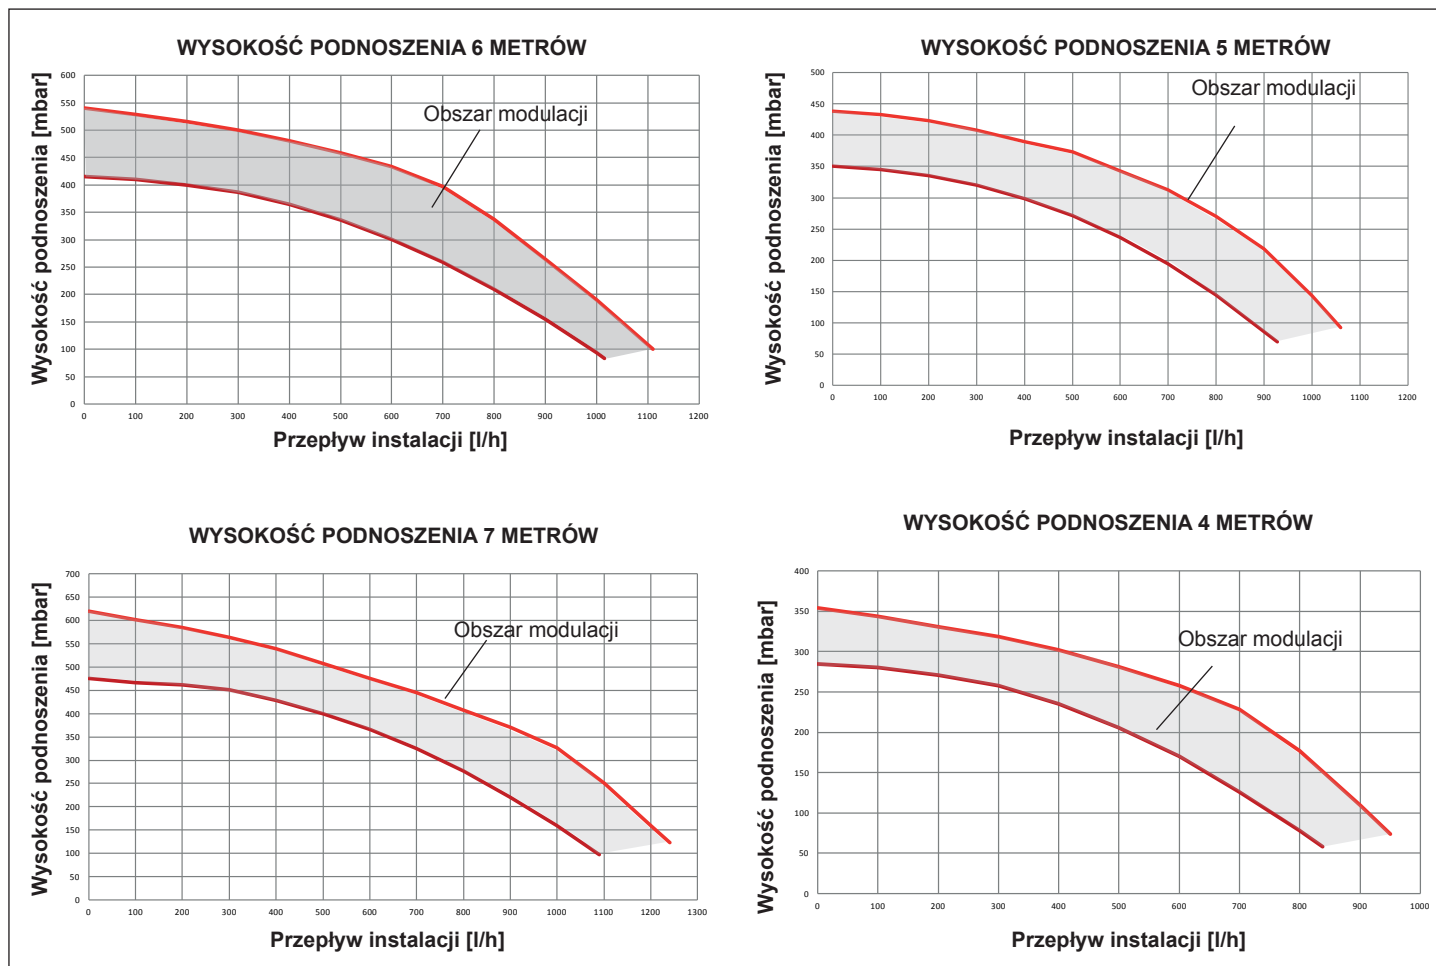 WYSOKOŚĆ PODNOSZENIA 6 METRÓW
Wysokość podnoszenia [mbar]
600
550
500
450
400
350
300
250
200
150
100
50
0
Obszar modulacji
0 100 200 300 400 500 600 700 800 900 1000 1100 1200
Przepływ instalacji [l/h]
WYSOKOŚĆ PODNOSZENIA 5 METRÓW
Wysokość podnoszenia [mbar]
500
450
400
350
300
250
200
150
100
50
0
Obszar modulacji
0 100 200 300 400 500 600 700 800 900 1000 1100 1200
Przepływ instalacji [l/h]
WYSOKOŚĆ PODNOSZENIA 7 METRÓW
Wysokość podnoszenia [mbar]
700
650
600
550
500
450
400
350
300
250
200
150
100
50
0
Obszar modulacji
0 100 200 300 400 500 600 700 800 900 1000 1100 1200 1300
Przepływ instalacji [l/h]
WYSOKOŚĆ PODNOSZENIA 4 METRÓW
Wysokość podnoszenia [mbar]
400
350
300
250
200
150
100
50
0
Obszar modulacji
0 100 200 300 400 500 600 700 800 900 1000
Przepływ instalacji [l/h]